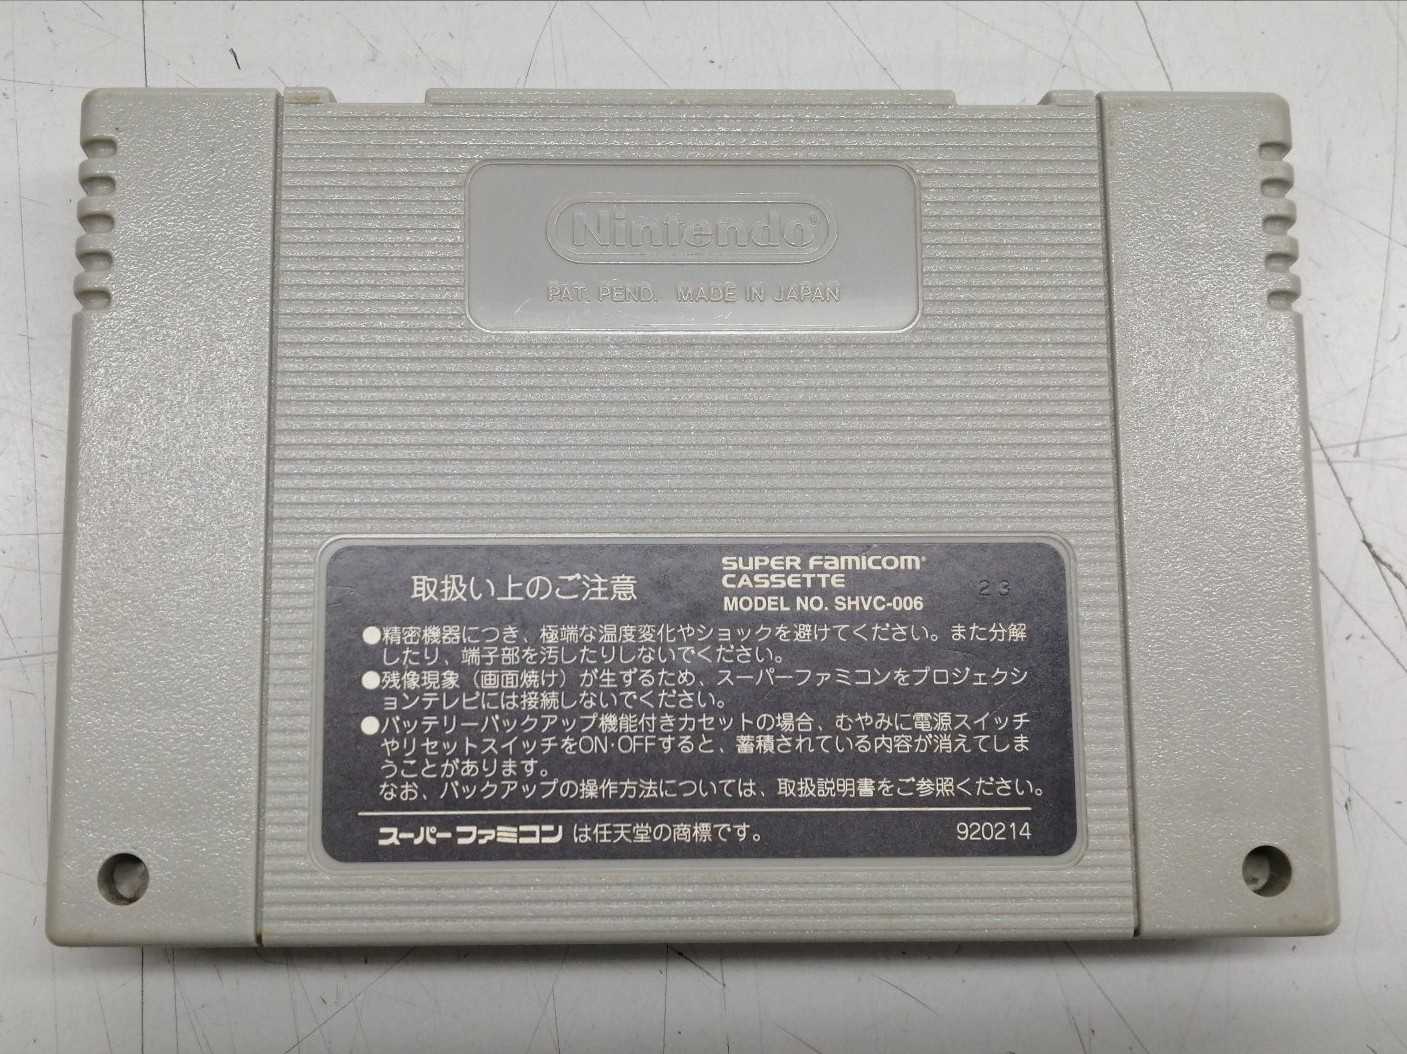 Nintendo®
PAT. PEND. MADE IN JAPAN
取扱い上のご注意
SUPER FAMICOM®
CASSETTE
MODEL NO. SHVC-006
23
●精密機器につき、極端な温度変化やショックを避けてください。また分解
したり、端子部を汚したりしないでください。
●残像現象（画面焼け）が生ずるため、スーパーファミコンをプロジェクシ
ョンテレビには接続しないでください。
●バッテリーバックアップ機能付きカセットの場合、むやみに電源スイッチ
やリセットスイッチをON・OFFすると、蓄積されている内容が消えてしま
うことがあります。
なお、バックアップの操作方法については、取扱説明書をご参照ください。
スーパーファミコン は任天堂の商標です。
920214